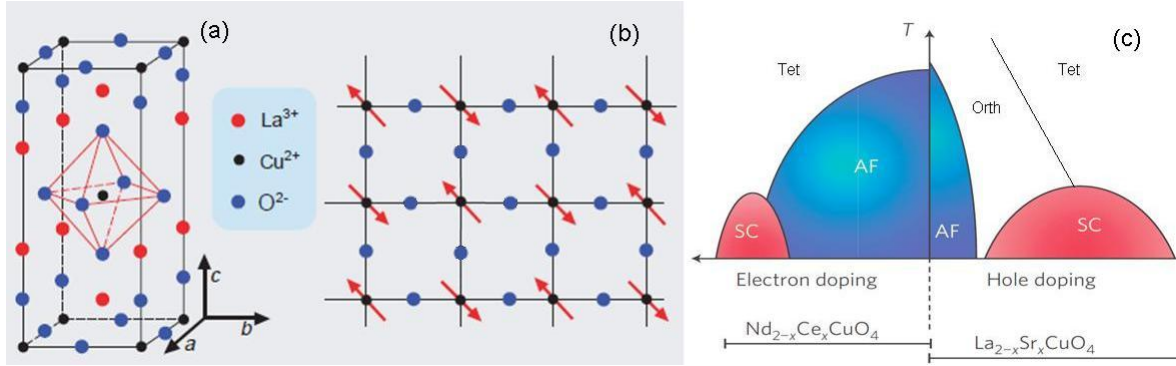 (a)
La³⁺
Cu²⁺
O²⁻
c
b
a
(b)
T
(c)
Tet
Tet
Orth
AF
SC
AF
SC
Electron doping
Hole doping
Nd₂₋ₓCeₓCuO₄
La₂₋ₓSrₓCuO₄